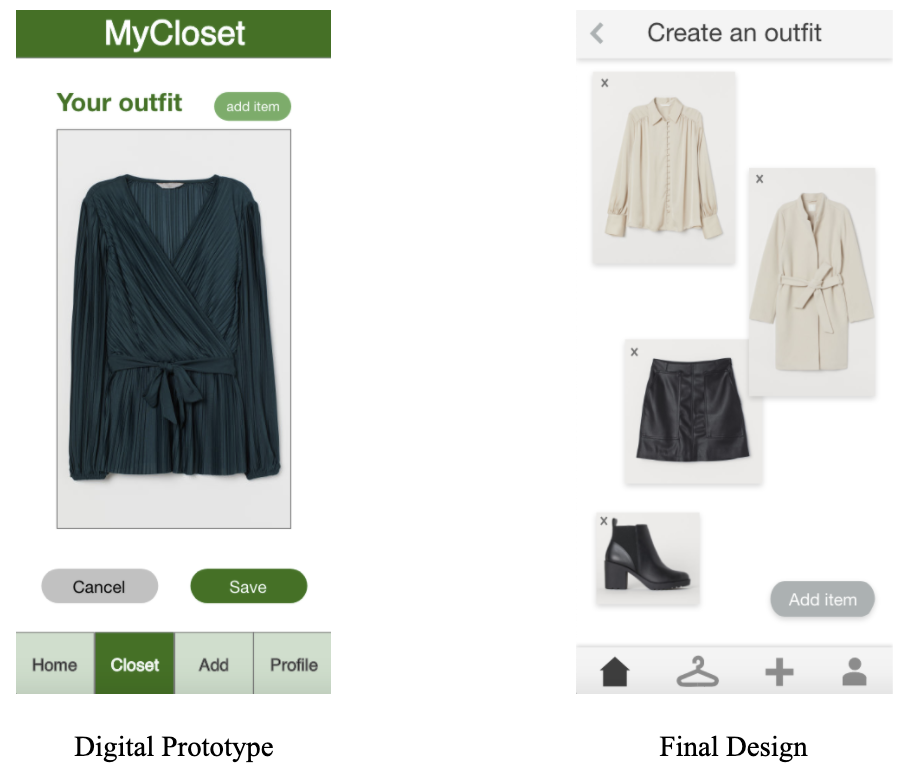 MyCloset
Your outfit
add item
Cancel
Save
Home
Closet
Add
Profile
Digital Prototype
Create an outfit
x
x
x
x
Add item
Final Design